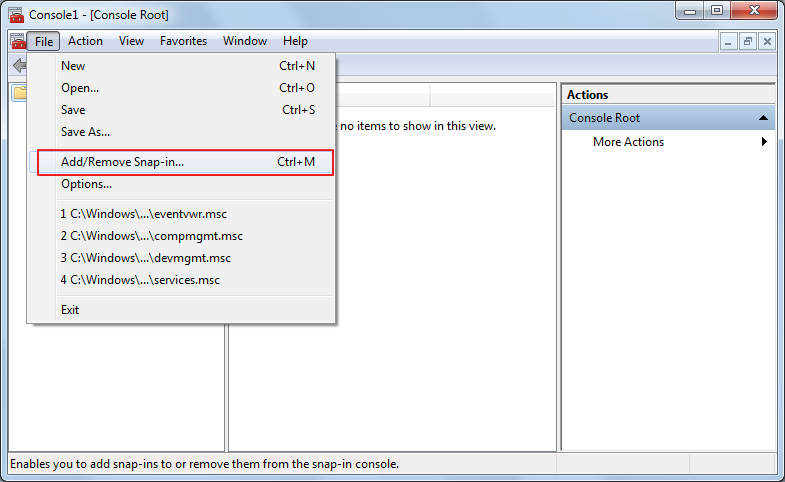 Console1 - [Console Root]
File Action View Favorites Window Help
New Ctrl+N
Open... Ctrl+O
Save Ctrl+S
Save As...
Add/Remove Snap-in... Ctrl+M
Options...
1 C:\Windows\...\eventvwr.msc
2 C:\Windows\...\compmgmt.msc
3 C:\Windows\...\devmgmt.msc
4 C:\Windows\...\services.msc
Exit
no items to show in this view.
Actions
Console Root
More Actions
Enables you to add snap-ins to or remove them from the snap-in console.